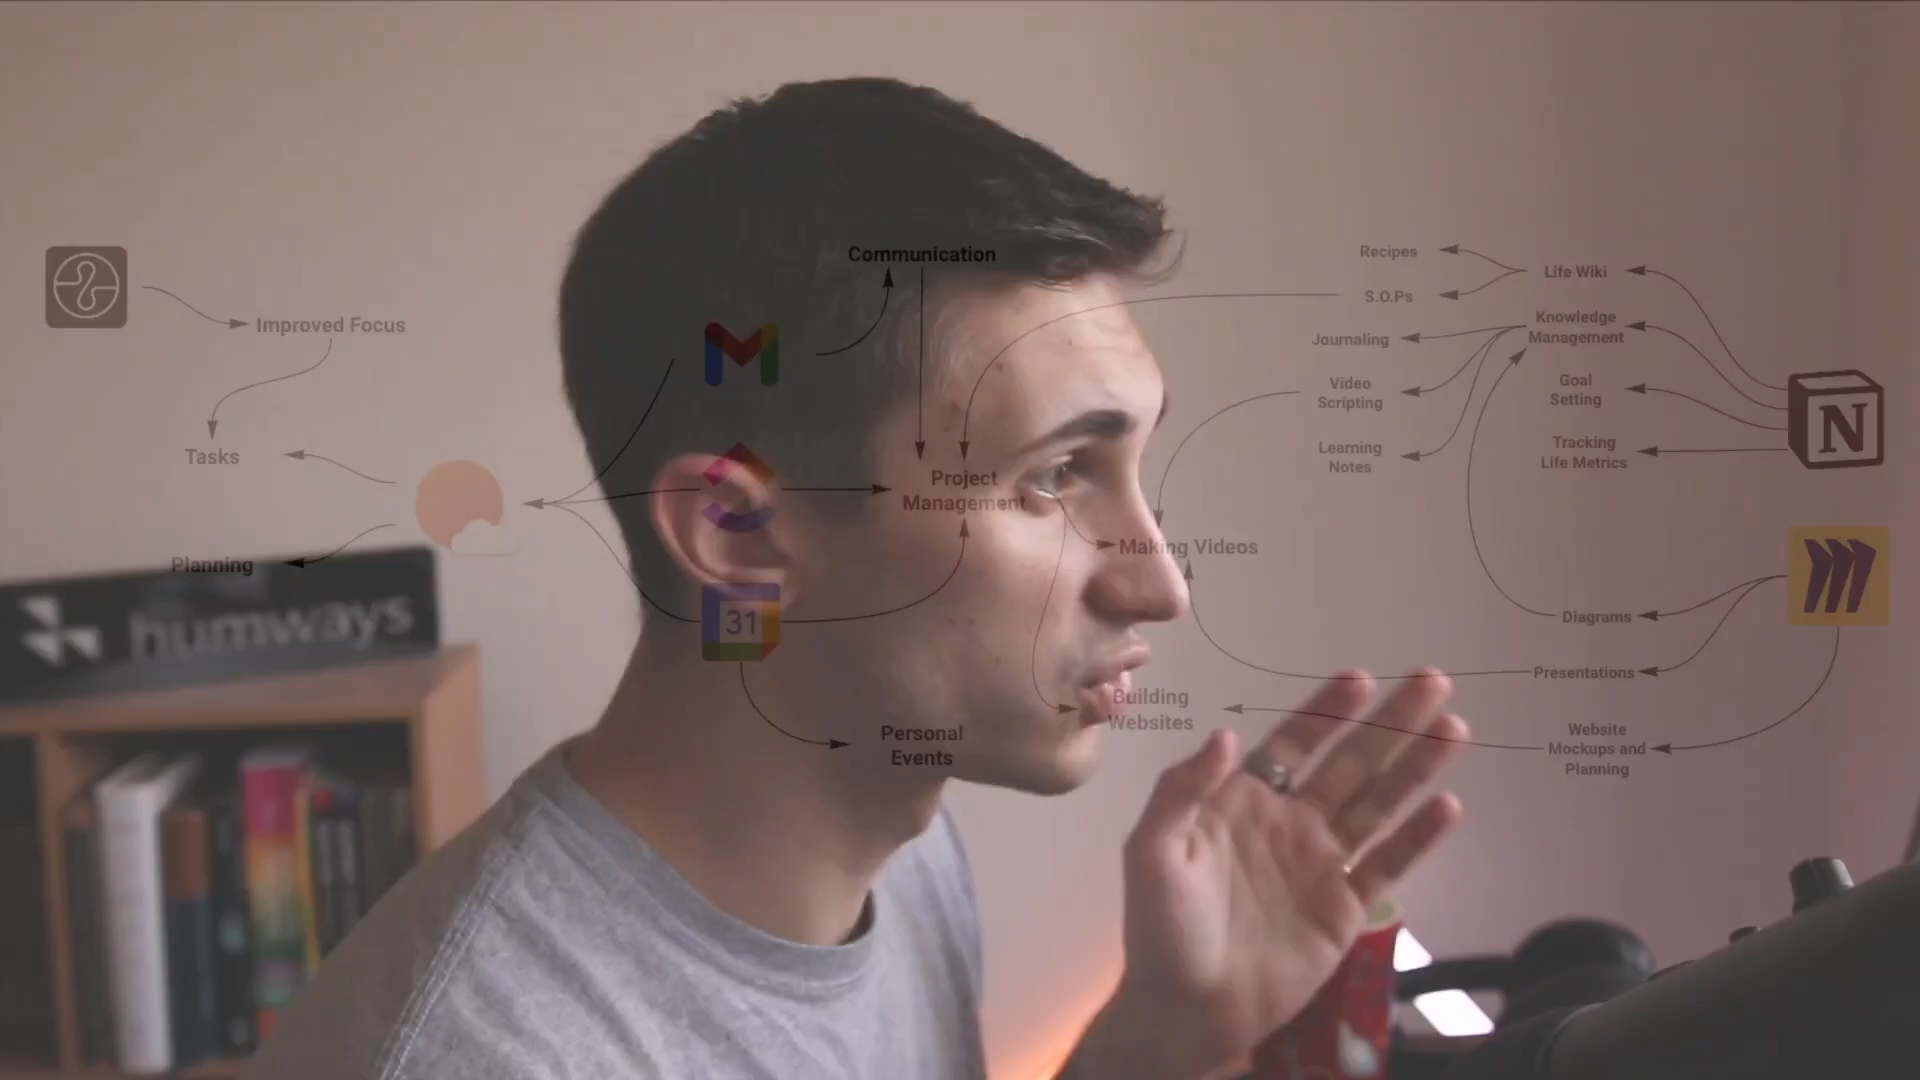 Communication
Recipes
Life Wiki
S.O.Ps
Improved Focus
Knowledge
Management
Journaling
Video
Scripting
Goal
Setting
N
Tasks
Learning
Notes
Tracking
Life Metrics
Project
Management
Making Videos
Planning
humways
31
Diagrams
Presentations
Building
Websites
Personal
Events
Website
Mockups and
Planning